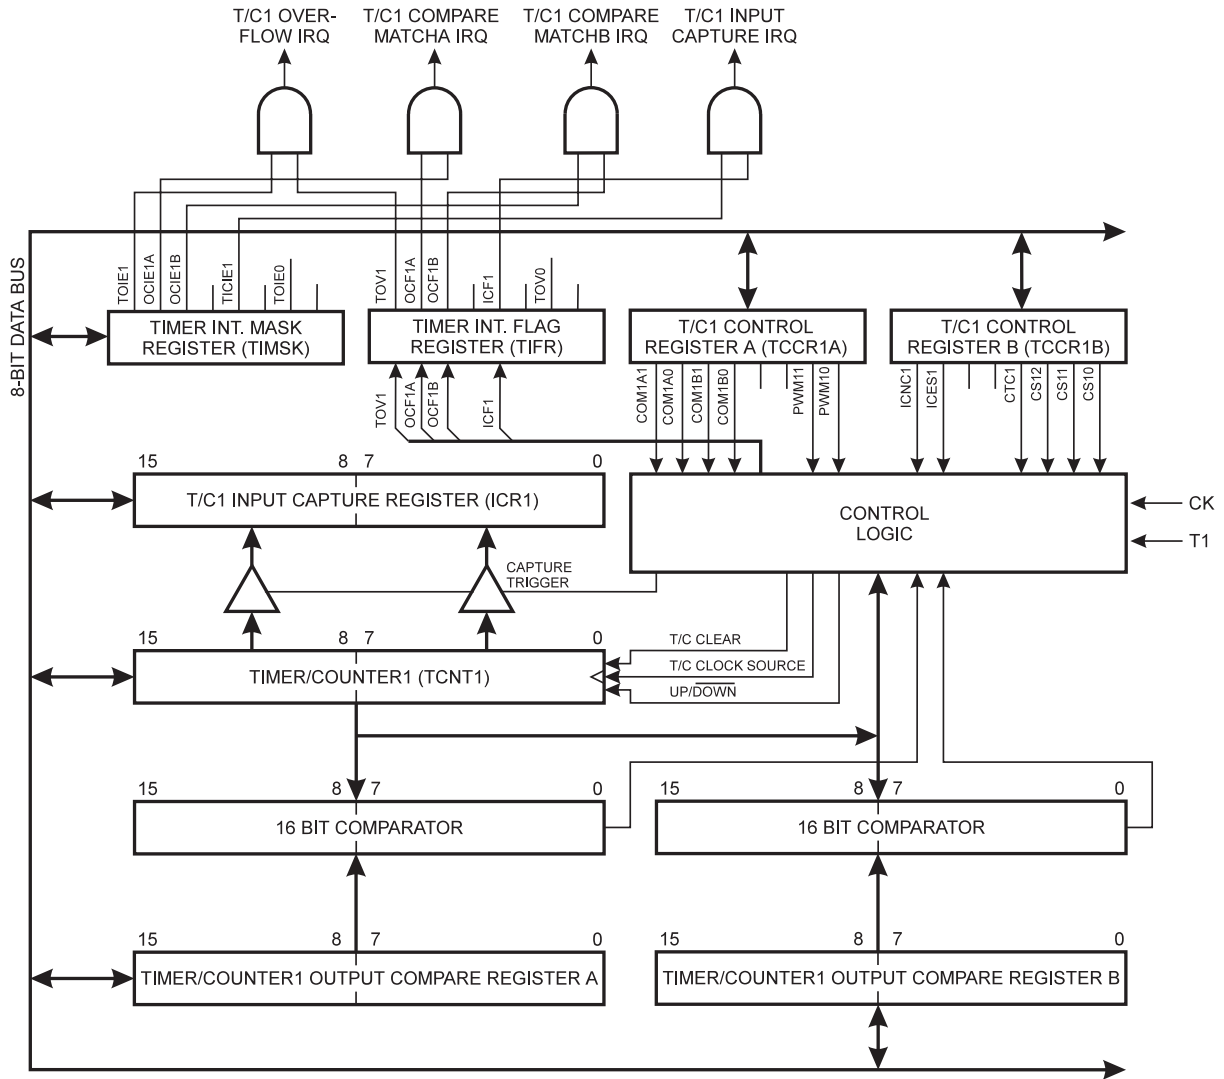 T/C1 OVER-
FLOW IRQ
T/C1 COMPARE
MATCHA IRQ
T/C1 COMPARE
MATCHB IRQ
T/C1 INPUT
CAPTURE IRQ
8-BIT DATA BUS
TOIE1
OCIE1A
OCIE1B
TICIE1
TOIE0
TOV1
OCF1A
OCF1B
ICF1
TOV0
TIMER INT. MASK
REGISTER (TIMSK)
TIMER INT. FLAG
REGISTER (TIFR)
T/C1 CONTROL
REGISTER A (TCCR1A)
T/C1 CONTROL
REGISTER B (TCCR1B)
TOV1
OCF1A
OCF1B
ICF1
COM1A1
COM1A0
COM1B1
COM1B0
PWM11
PWM10
ICNC1
ICES1
CTC1
CS12
CS11
CS10
15 8 7 0
T/C1 INPUT CAPTURE REGISTER (ICR1)
CONTROL
LOGIC
CK
T1
CAPTURE
TRIGGER
15 8 7 0
TIMER/COUNTER1 (TCNT1)
T/C CLEAR
T/C CLOCK SOURCE
UP/DOWN
15 8 7 0
16 BIT COMPARATOR
15 8 7 0
16 BIT COMPARATOR
15 8 7 0
TIMER/COUNTER1 OUTPUT COMPARE REGISTER A
15 8 7 0
TIMER/COUNTER1 OUTPUT COMPARE REGISTER B